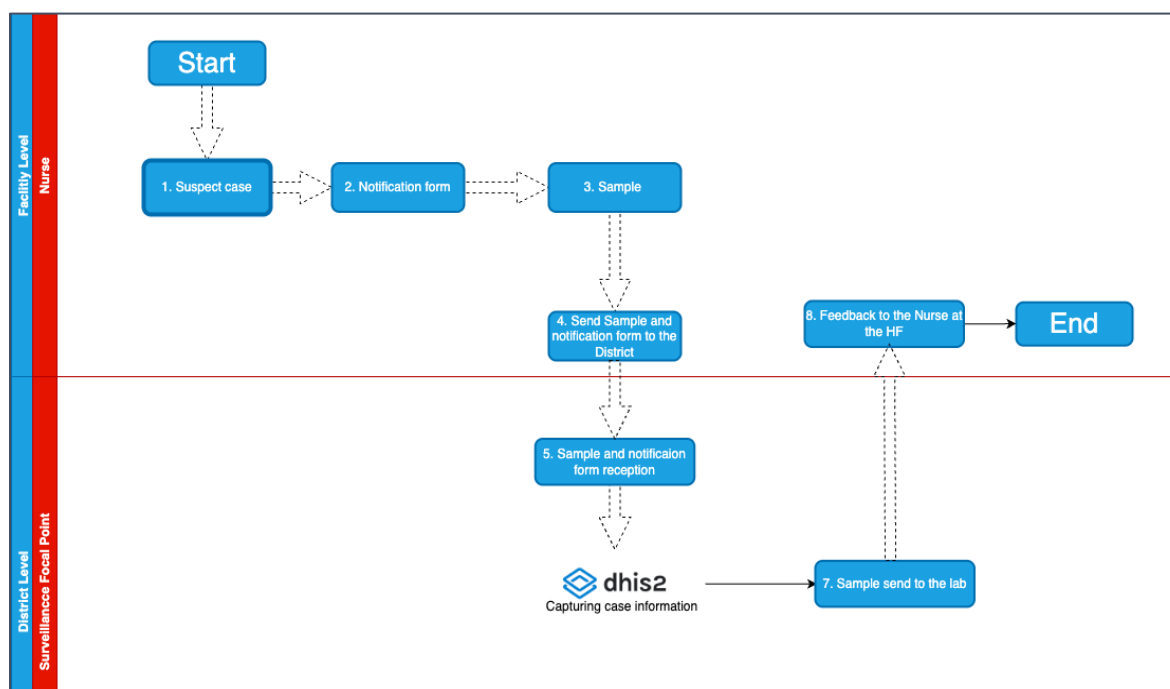 Start
Faclitiy Level
Nurse
1. Suspect case
2. Notification form
3. Sample
4. Send Sample and
notification form to the
District
8. Feedback to the Nurse at
the HF
End
District Level
Surveillancce Focal Point
5. Sample and notificaion
form reception
dhis2
Capturing case information
7. Sample send to the lab